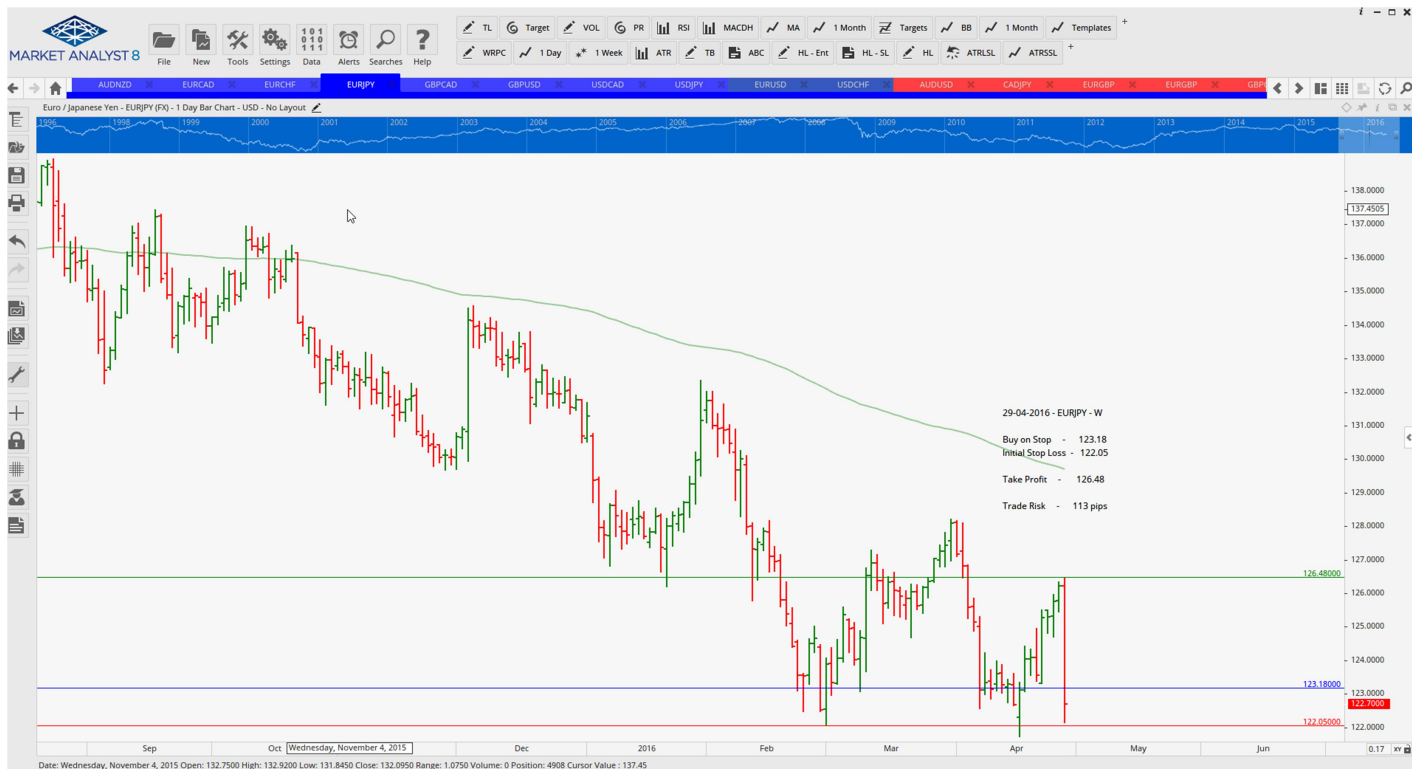 i
TL Target VOL PR RSI MACDH MA 1 Month Targets BB 1 Month Templates +
MARKET ANALYST 8
File New Tools Settings Data Alerts Searches Help
WRPC 1 Day 1 Week ATR TB ABC HL - Ent HL - SL HL ATRLSL ATRSSL +
AUDNZD EURCAD EURCHF EURJPY GBPCAD GBPUSD USDCAD USDJPY EURUSD USDCHF AUDUSD CADJPY EURGBP EURGBP
Euro / Japanese Yen - EURJPY (FX) - 1 Day Bar Chart - USD - No Layout
1996 1998 1999 2000 2001 2002 2003 2004 2005 2006 2007 2008 2009 2010 2011 2012 2013 2014 2015 2016
138.0000
137.4505
137.0000
136.0000
135.0000
134.0000
133.0000
132.0000
131.0000
130.0000
129.0000
128.0000
127.0000
126.0000
125.0000
124.0000
123.0000
122.7000
122.0000
29-04-2016 - EURJPY - W
Buy on Stop - 123.18
Initial Stop Loss - 122.05
Take Profit - 126.48
Trade Risk - 113 pips
126.48000
123.18000
122.05000
Sep Oct Wednesday, November 4, 2015 Dec 2016 Feb Mar Apr May Jun 0.17 XY
Date: Wednesday, November 4, 2015 Open: 132.7500 High: 132.9200 Low: 131.8450 Close: 132.0950 Range: 1.0750 Volume: 0 Position: 4908 Cursor Value : 137.45